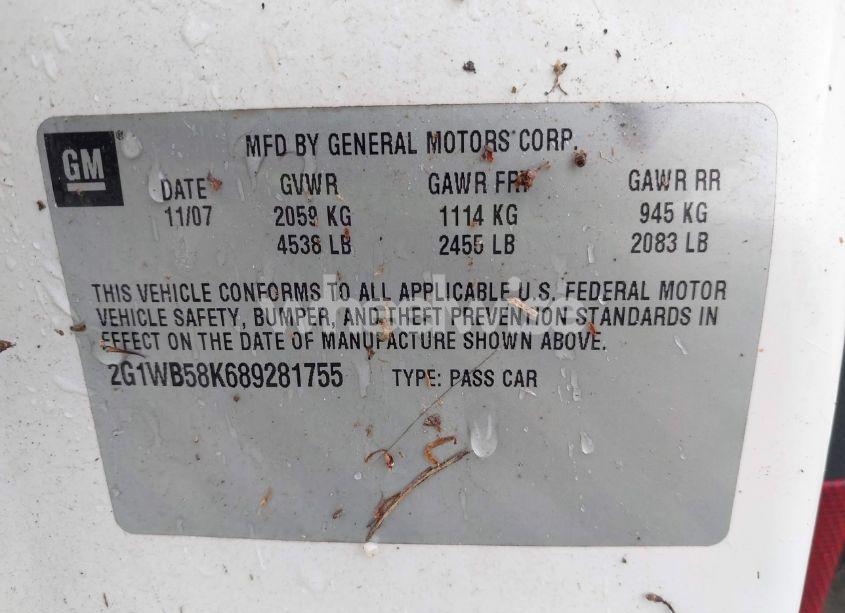 MFD BY GENERAL MOTORS CORP.
GM
DATE GVWR GAWR FRT GAWR RR
11/07 2059 KG 1114 KG 945 KG
4538 LB 2455 LB 2083 LB
THIS VEHICLE CONFORMS TO ALL APPLICABLE U.S. FEDERAL MOTOR
VEHICLE SAFETY, BUMPER, AND THEFT PREVENTION STANDARDS IN
EFFECT ON THE DATE OF MANUFACTURE SHOWN ABOVE.
2G1WB58K689281755 TYPE: PASS CAR